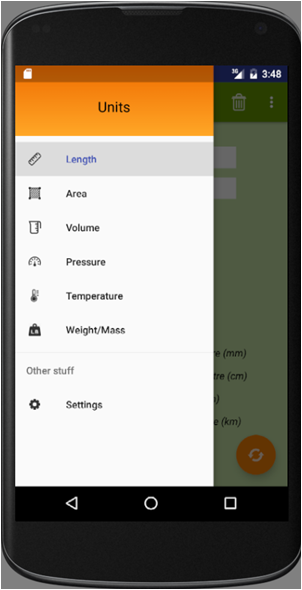 3G 3:48
Units
Length
Area
Volume
Pressure
re (mm)
Temperature
tre (cm)
Weight/Mass
)
Other stuff
e (km)
Settings